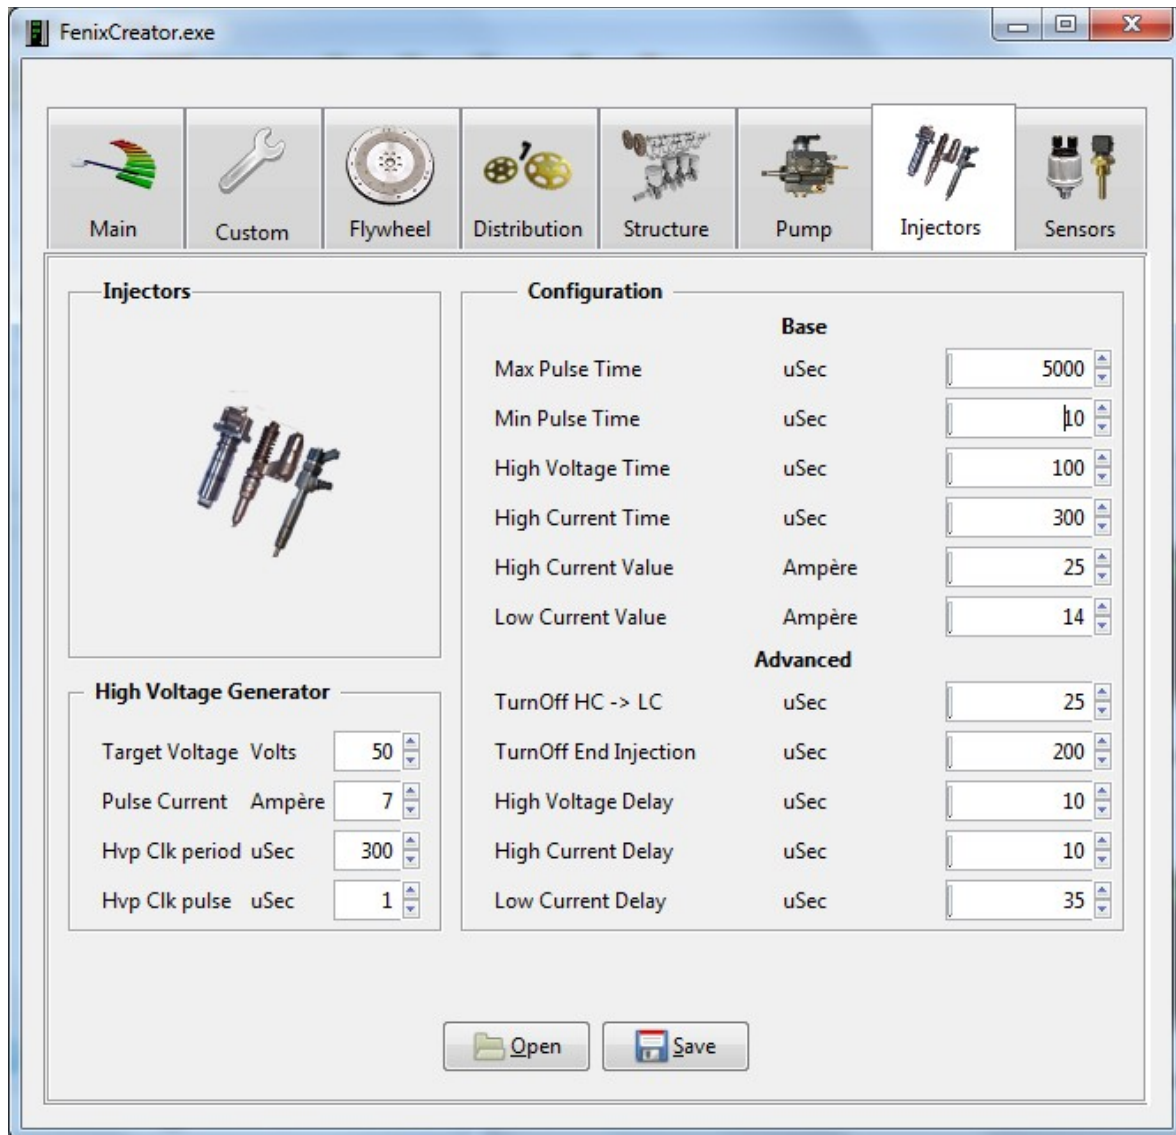 FenixCreator.exe
Main Custom Flywheel Distribution Structure Pump Injectors Sensors
Injectors
High Voltage Generator
Target Voltage Volts 50
Pulse Current Ampère 7
Hvp Clk period uSec 300
Hvp Clk pulse uSec 1
Configuration
Base
Max Pulse Time uSec 5000
Min Pulse Time uSec 10
High Voltage Time uSec 100
High Current Time uSec 300
High Current Value Ampère 25
Low Current Value Ampère 14
Advanced
TurnOff HC -> LC uSec 25
TurnOff End Injection uSec 200
High Voltage Delay uSec 10
High Current Delay uSec 10
Low Current Delay uSec 35
Open Save